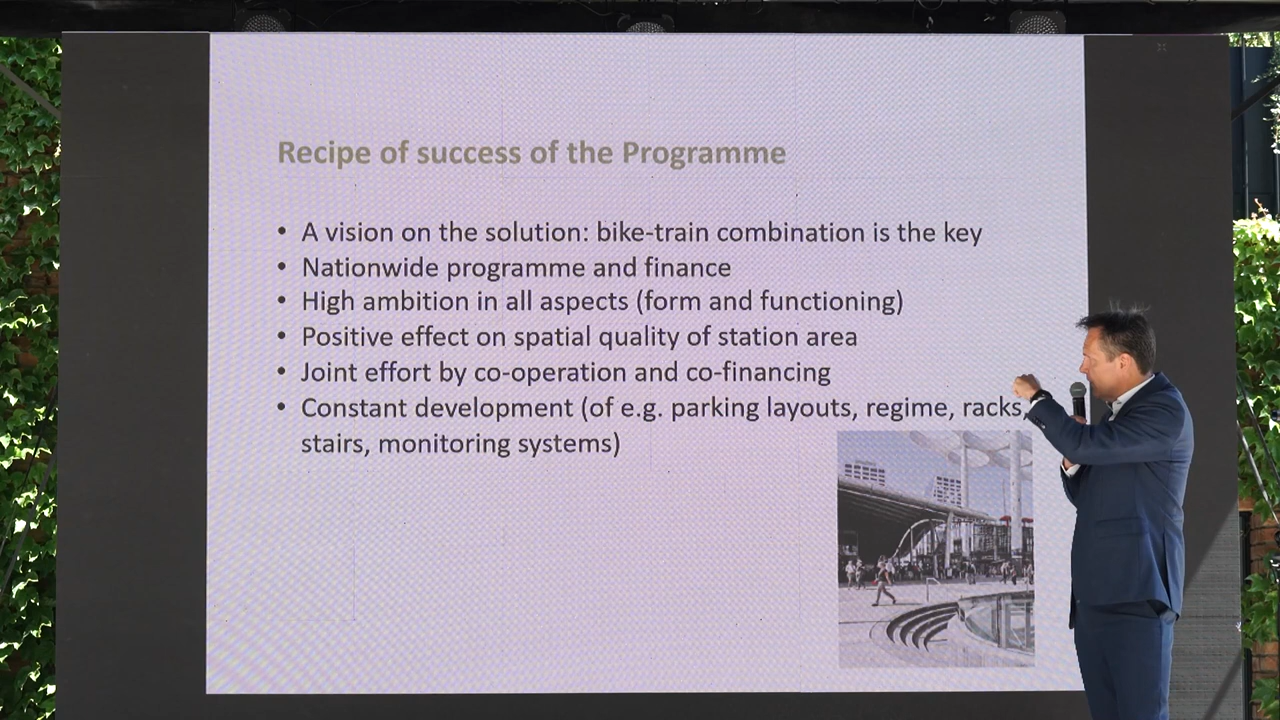 Recipe of success of the Programme
• A vision on the solution: bike-train combination is the key
• Nationwide programme and finance
• High ambition in all aspects (form and functioning)
• Positive effect on spatial quality of station area
• Joint effort by co-operation and co-financing
• Constant development (of e.g. parking layouts, regime, racks,
stairs, monitoring systems)